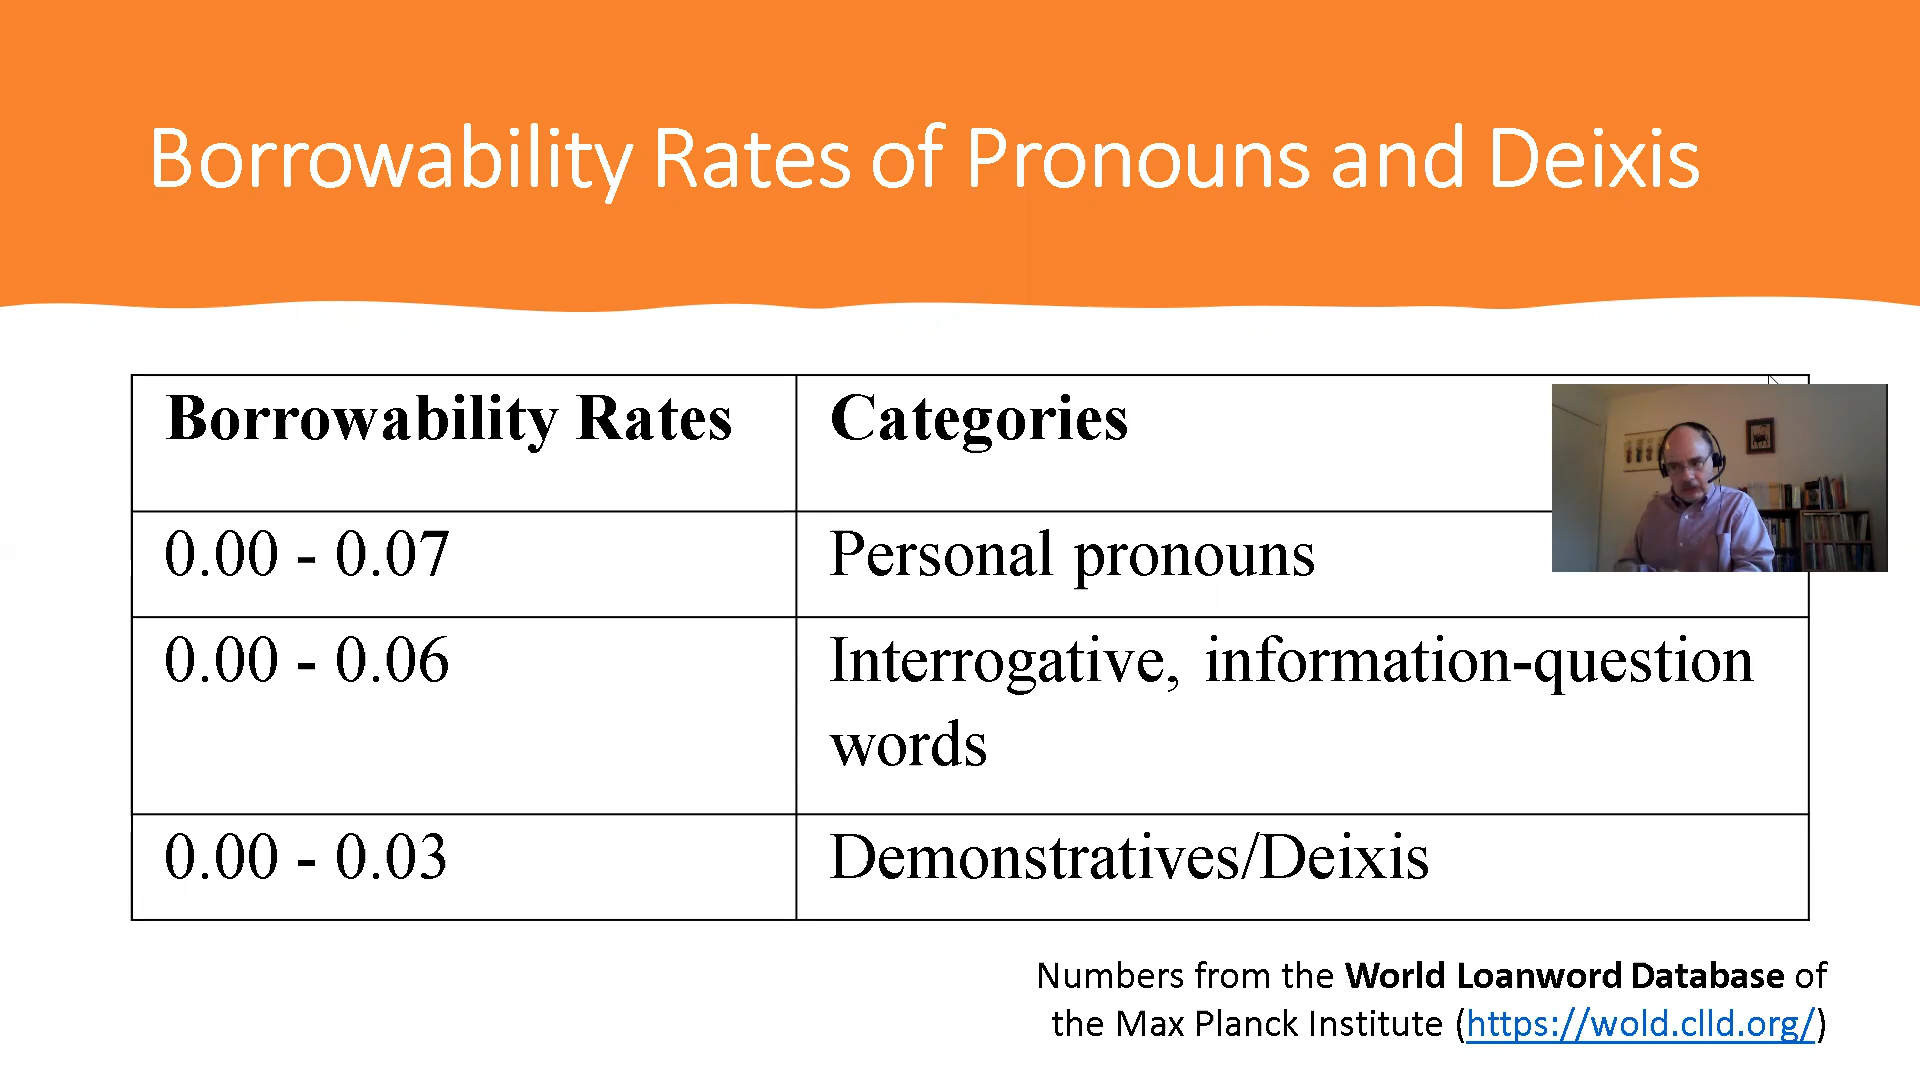 Borrowability Rates of Pronouns and Deixis
Borrowability Rates
Categories
0.00 - 0.07
Personal pronouns
0.00 - 0.06
Interrogative, information-question
words
0.00 - 0.03
Demonstratives/Deixis
Numbers from the World Loanword Database of
the Max Planck Institute (https://wold.clld.org/)